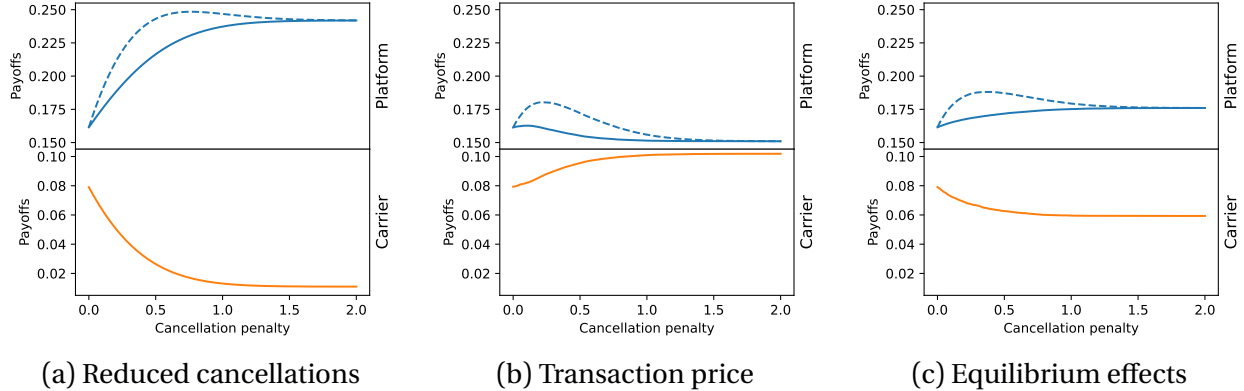 0.250
0.225
0.200
0.175
0.150
Payoffs
Platform
0.10
0.08
0.06
0.04
0.02
Payoffs
Carrier
0.0 0.5 1.0 1.5 2.0
Cancellation penalty
(a) Reduced cancellations
0.250
0.225
0.200
0.175
0.150
Payoffs
Platform
0.10
0.08
0.06
0.04
0.02
Payoffs
Carrier
0.0 0.5 1.0 1.5 2.0
Cancellation penalty
(b) Transaction price
0.250
0.225
0.200
0.175
0.150
Payoffs
Platform
0.10
0.08
0.06
0.04
0.02
Payoffs
Carrier
0.0 0.5 1.0 1.5 2.0
Cancellation penalty
(c) Equilibrium effects